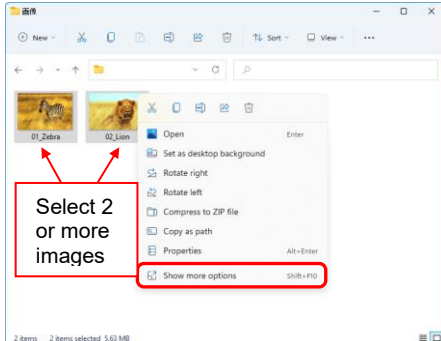 画像
New
Sort
View
01_Zebra
02_Lion
Open Enter
Set as desktop background
Rotate right
Rotate left
Compress to ZIP file
Copy as path
Properties Alt+Enter
Show more options Shift+F10
Select 2
or more
images
2 items 2 items selected 5.63 MB